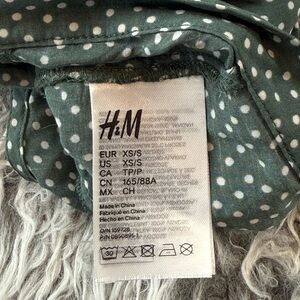 H&M
EUR XS/S
US XS/S
CA TP/P
CN 165/88A
MX CH
Made in China
Fabriqué en Chine
Hecho en China
30